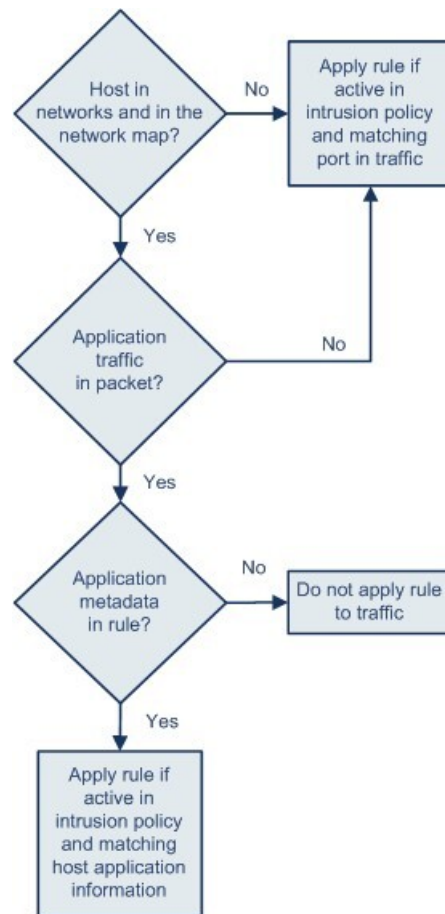 Host in
networks and in the
network map?
No
Apply rule if
active in
intrusion policy
and matching
port in traffic
Yes
Application
traffic
in packet?
No
Yes
Application
metadada
in rule?
No
Do not apply rule
to traffic
Yes
Apply rule if
active in
intrusion policy
and matching
host application
information